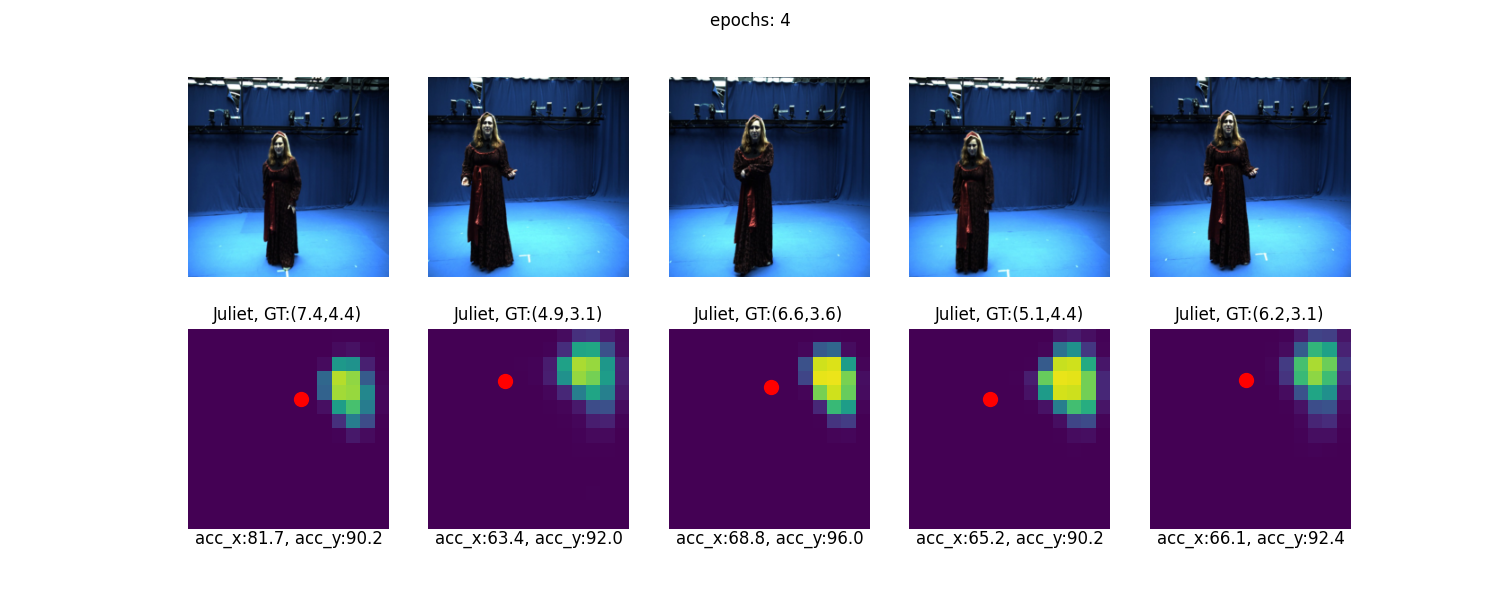 epochs: 4
Juliet, GT:(7.4,4.4)
Juliet, GT:(4.9,3.1)
Juliet, GT:(6.6,3.6)
Juliet, GT:(5.1,4.4)
Juliet, GT:(6.2,3.1)
acc_x:81.7, acc_y:90.2
acc_x:63.4, acc_y:92.0
acc_x:68.8, acc_y:96.0
acc_x:65.2, acc_y:90.2
acc_x:66.1, acc_y:92.4